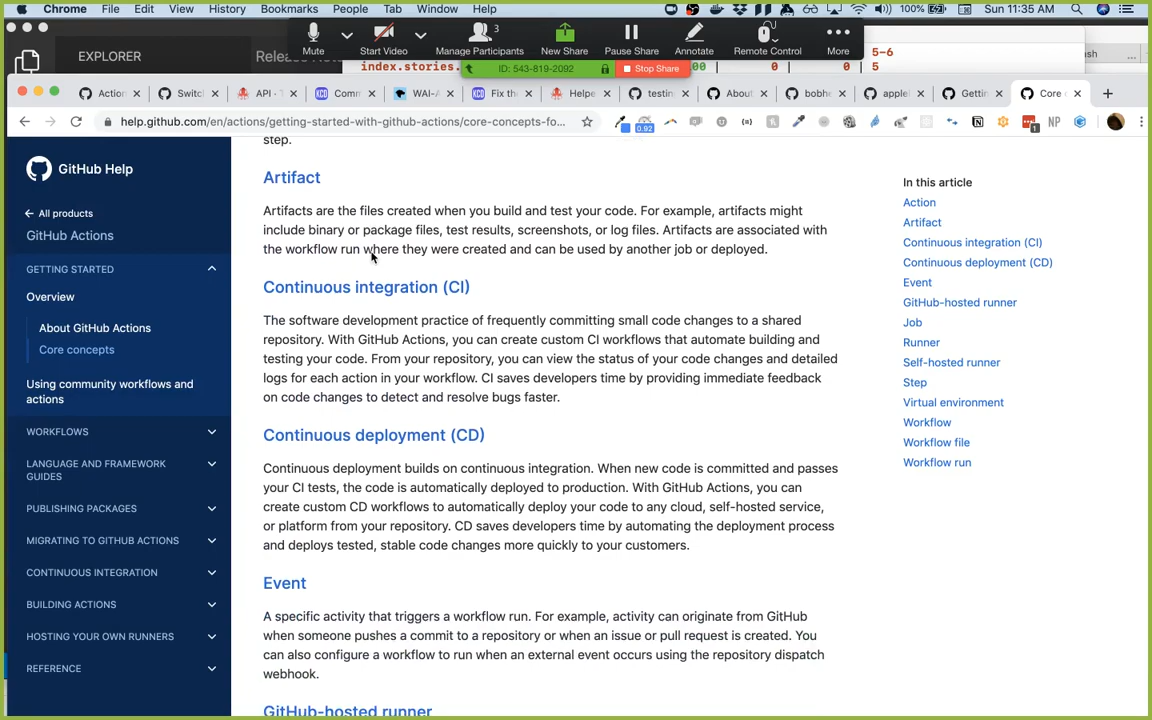 Chrome File Edit View History Bookmarks People Tab Window Help 100% Sun 11:35 AM
Mute Start Video Manage Participants 3 New Share Pause Share Annotate Remote Control More
EXPLORER
index.stories. 00 | 0 | 0 | 5
5-6
ID: 543-819-2092 Stop Share
Action Switc API - T Comm WAI-A Fix the Helpe testin About bobhe apple Gettin Core c
help.github.com/en/actions/getting-started-with-github-actions/core-concepts-fo...
0.92
NP
1
GitHub Help
All products
GitHub Actions
GETTING STARTED
Overview
About GitHub Actions
Core concepts
Using community workflows and
actions
WORKFLOWS
LANGUAGE AND FRAMEWORK
GUIDES
PUBLISHING PACKAGES
MIGRATING TO GITHUB ACTIONS
CONTINUOUS INTEGRATION
BUILDING ACTIONS
HOSTING YOUR OWN RUNNERS
REFERENCE
step.
Artifact
Artifacts are the files created when you build and test your code. For example, artifacts might
include binary or package files, test results, screenshots, or log files. Artifacts are associated with
the workflow run where they were created and can be used by another job or deployed.
Continuous integration (CI)
The software development practice of frequently committing small code changes to a shared
repository. With GitHub Actions, you can create custom CI workflows that automate building and
testing your code. From your repository, you can view the status of your code changes and detailed
logs for each action in your workflow. CI saves developers time by providing immediate feedback
on code changes to detect and resolve bugs faster.
Continuous deployment (CD)
Continuous deployment builds on continuous integration. When new code is committed and passes
your CI tests, the code is automatically deployed to production. With GitHub Actions, you can
create custom CD workflows to automatically deploy your code to any cloud, self-hosted service,
or platform from your repository. CD saves developers time by automating the deployment process
and deploys tested, stable code changes more quickly to your customers.
Event
A specific activity that triggers a workflow run. For example, activity can originate from GitHub
when someone pushes a commit to a repository or when an issue or pull request is created. You
can also configure a workflow to run when an external event occurs using the repository dispatch
webhook.
GitHub-hosted runner
In this article
Action
Artifact
Continuous integration (CI)
Continuous deployment (CD)
Event
GitHub-hosted runner
Job
Runner
Self-hosted runner
Step
Virtual environment
Workflow
Workflow file
Workflow run